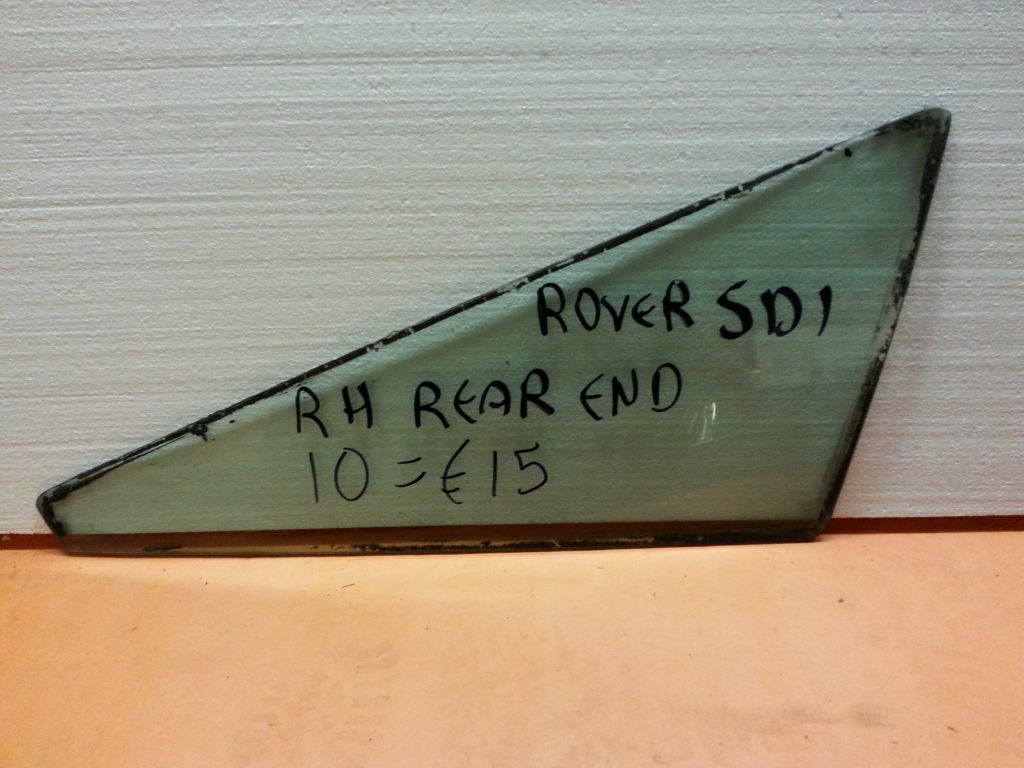 ROVER SD1
RH REAR END
10 = €15